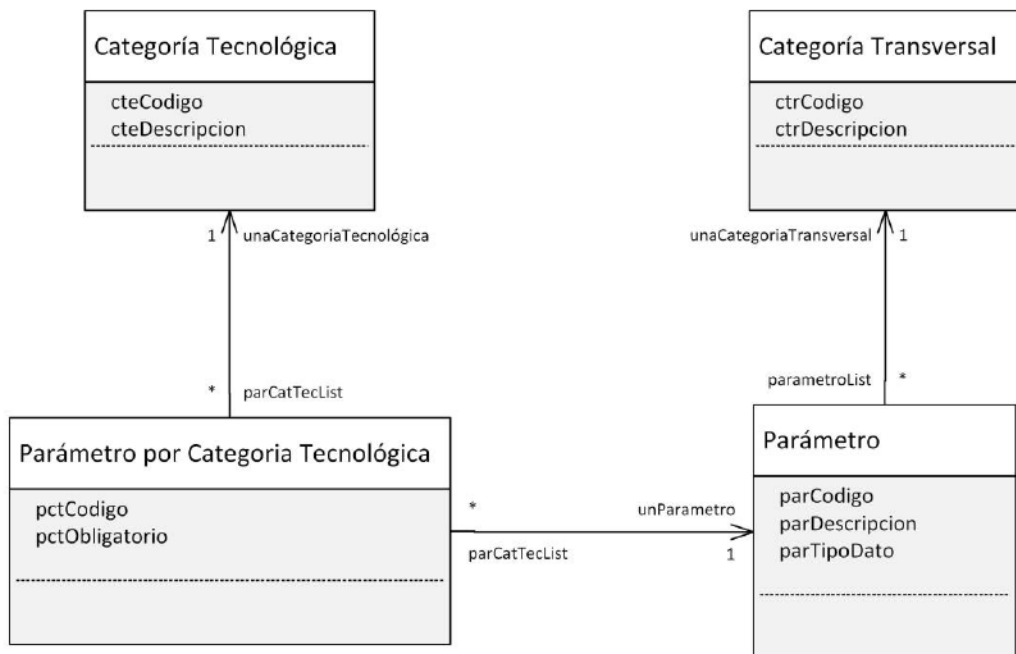 Categoría Tecnológica
cteCodigo
cteDescripcion
Categoría Transversal
ctrCodigo
ctrDescripcion
1 unaCategoriaTecnológica
unaCategoriaTransversal 1
* parCatTecList
parametroList *
Parámetro por Categoria Tecnológica
pctCodigo
pctObligatorio
* unParametro
parCatTecList 1
Parámetro
parCodigo
parDescripcion
parTipoDato